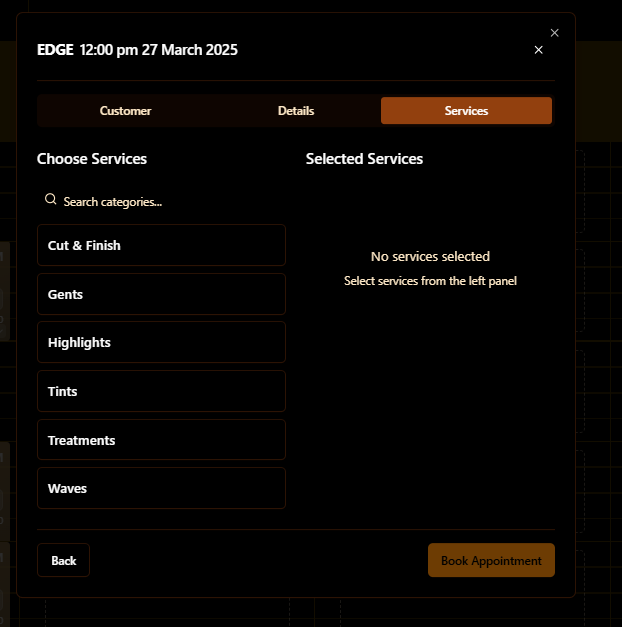 EDGE 12:00 pm 27 March 2025
Customer
Details
Services
Choose Services
Selected Services
Search categories...
Cut & Finish
No services selected
Select services from the left panel
Gents
Highlights
Tints
Treatments
Waves
Back
Book Appointment